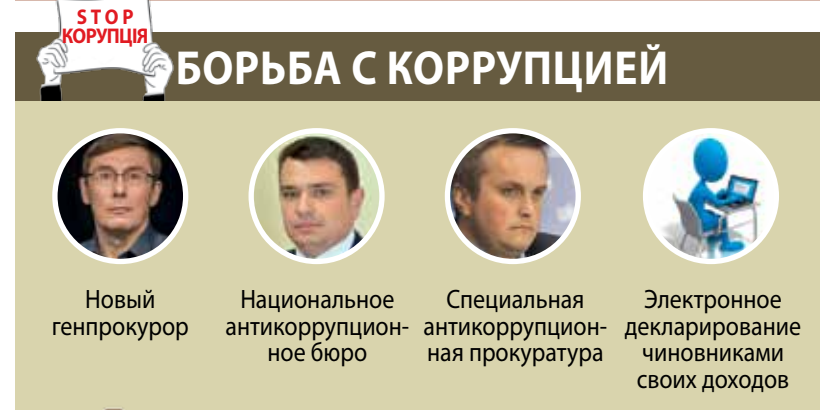 STOP
КОРУПЦІЯ
БОРЬБА С КОРРУПЦИЕЙ
Новый
генпрокурор
Национальное
антикоррупцион-
ное бюро
Специальная
антикоррупцион-
ная прокуратура
Электронное
декларирование
чиновниками
своих доходов